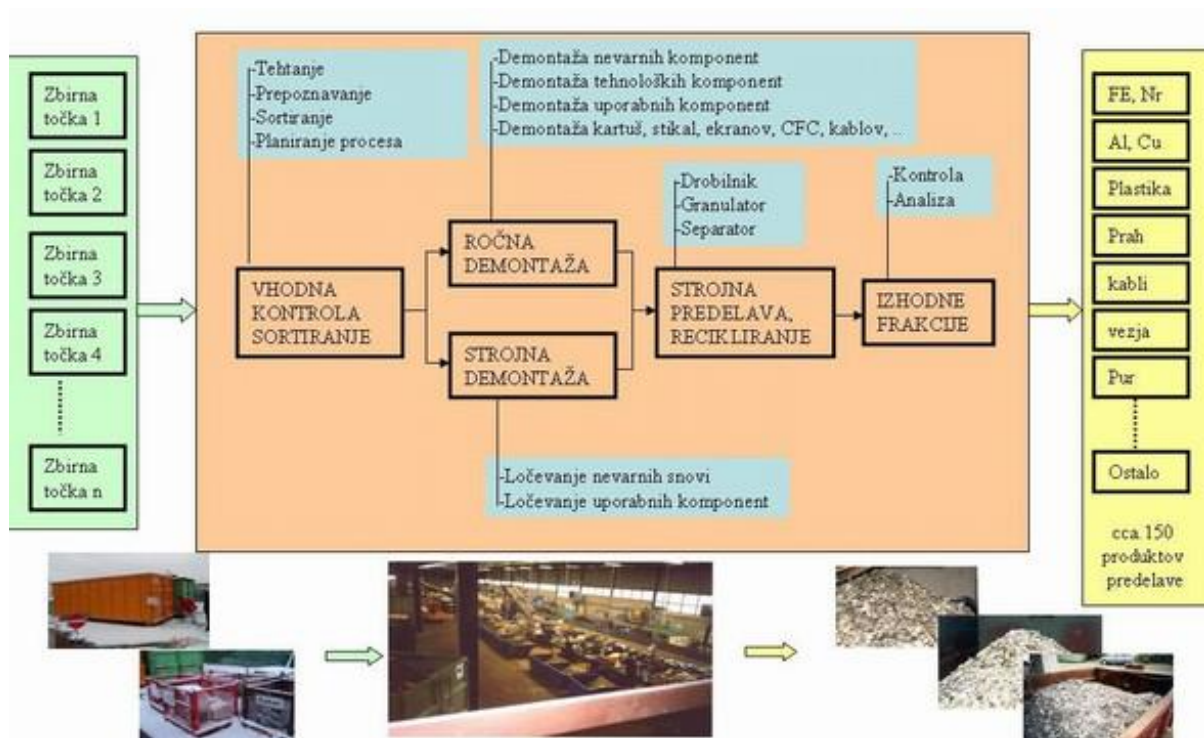 Zbirna
točka 1
Zbirna
točka 2
Zbirna
točka 3
Zbirna
točka 4
Zbirna
točka n
-Tehtanje
-Prepoznavanje
-Sortiranje
-Planiranje procesa
-Demontaža nevarnih komponent
-Demontaža tehnoloških komponent
-Demontaža uporabnih komponent
-Demontaža kartuš, stikal, ekranov, CFC, kablov, ..
-Drobilnik
-Granulator
-Separator
-Kontrola
-Analiza
VHODNA
KONTROLA
SORTIRANJE
ROČNA
DEMONTAŽA
STROJNA
DEMONTAŽA
STROJNA
PREDELAVA,
RECIKLIRANJE
IZHODNE
FRAKCIJE
-Ločevanje nevarnih snovi
-Ločevanje uporabnih komponent
FE, Nr
Al, Cu
Plastika
Prah
kabli
vezja
Pur
Ostalo
cca 150
produktov
predelave